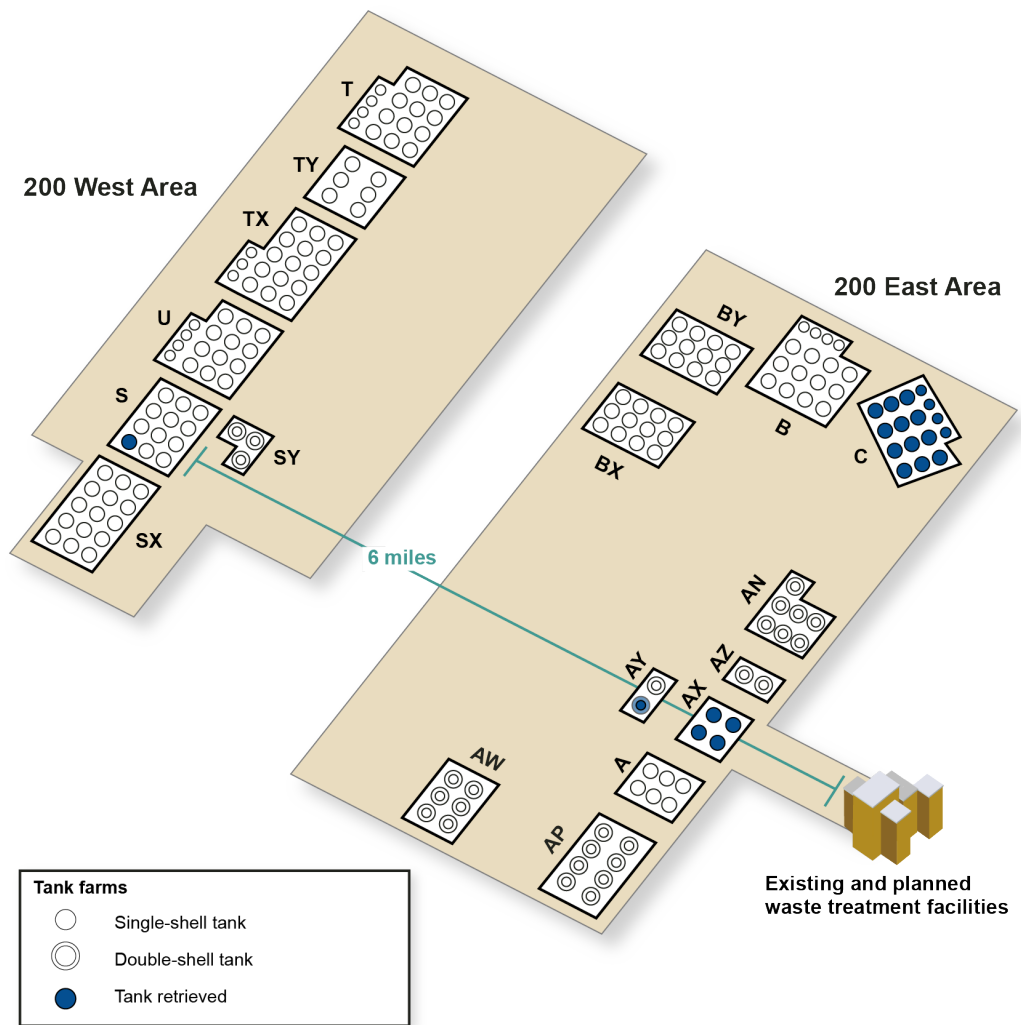 T
TY
200 West Area
TX
U
S
SY
SX
6 miles
200 East Area
BY
B
BX
C
AN
AZ
AY
AX
A
AW
AP
Existing and planned
waste treatment facilities
Tank farms
Single-shell tank
Double-shell tank
Tank retrieved